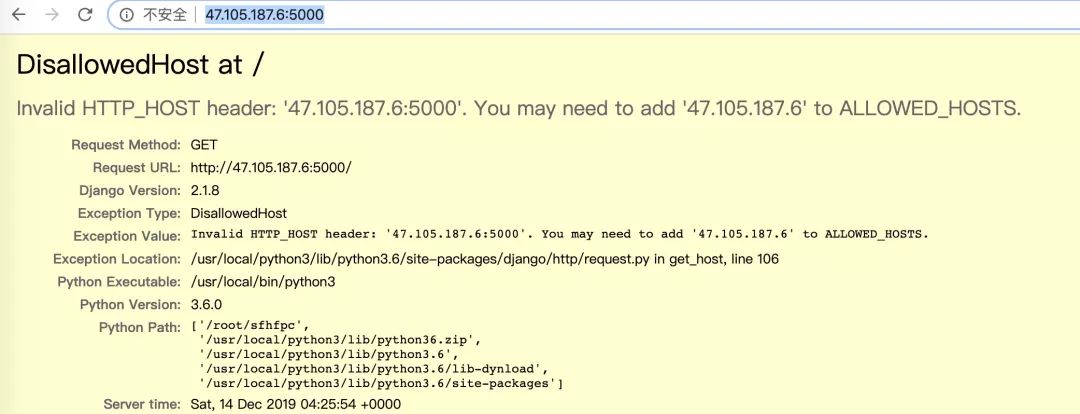 不安全 | 47.105.187.6:5000
DisallowedHost at /
Invalid HTTP_HOST header: '47.105.187.6:5000'. You may need to add '47.105.187.6' to ALLOWED_HOSTS.
Request Method: GET
Request URL: http://47.105.187.6:5000/
Django Version: 2.1.8
Exception Type: DisallowedHost
Exception Value: Invalid HTTP_HOST header: '47.105.187.6:5000'. You may need to add '47.105.187.6' to ALLOWED_HOSTS.
Exception Location: /usr/local/python3/lib/python3.6/site-packages/django/http/request.py in get_host, line 106
Python Executable: /usr/local/bin/python3
Python Version: 3.6.0
Python Path: ['/root/sfhfpc',
'/usr/local/python3/lib/python36.zip',
'/usr/local/python3/lib/python3.6',
'/usr/local/python3/lib/python3.6/lib-dynload',
'/usr/local/python3/lib/python3.6/site-packages']
Server time: Sat, 14 Dec 2019 04:25:54 +0000